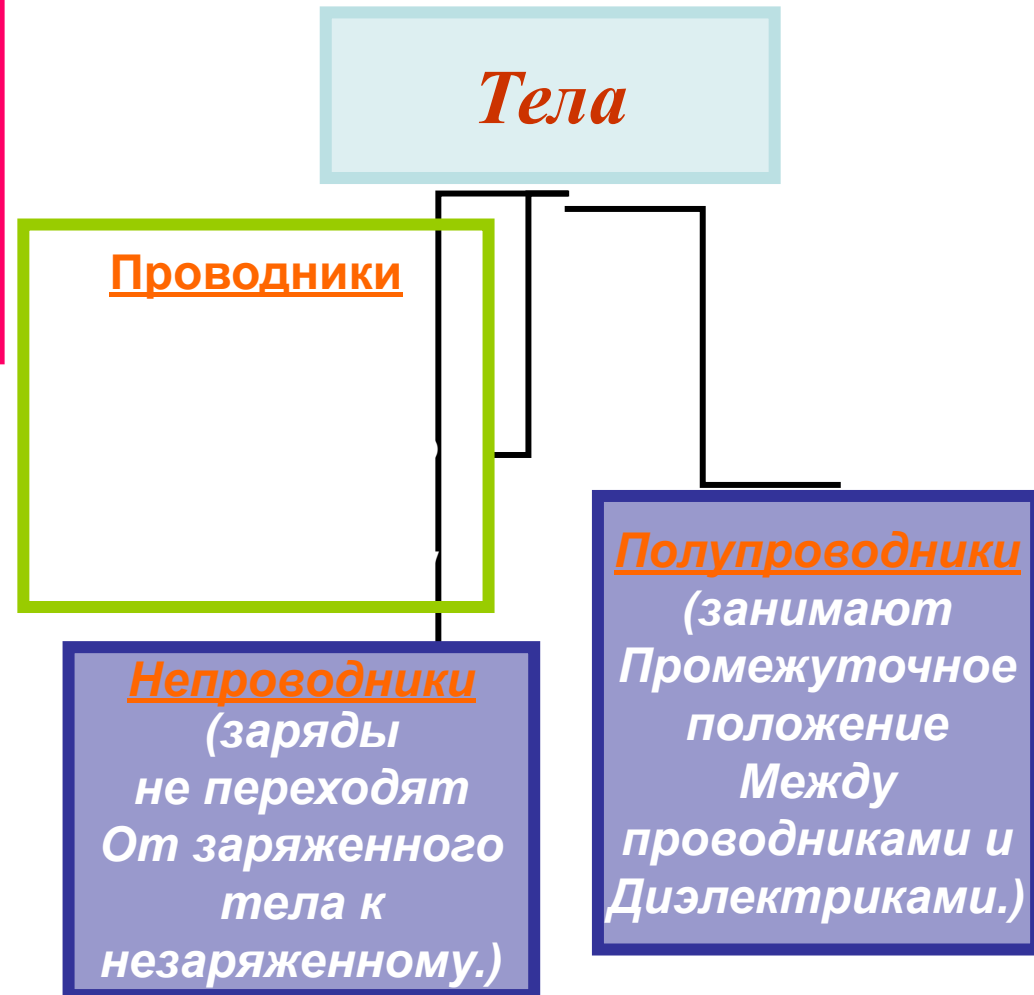 Тела
Проводники
Непроводники
(заряды
не переходят
От заряженного
тела к
незаряженному.)
Полупроводники
(занимают
Промежуточное
положение
Между
проводниками и
Диэлектриками.)